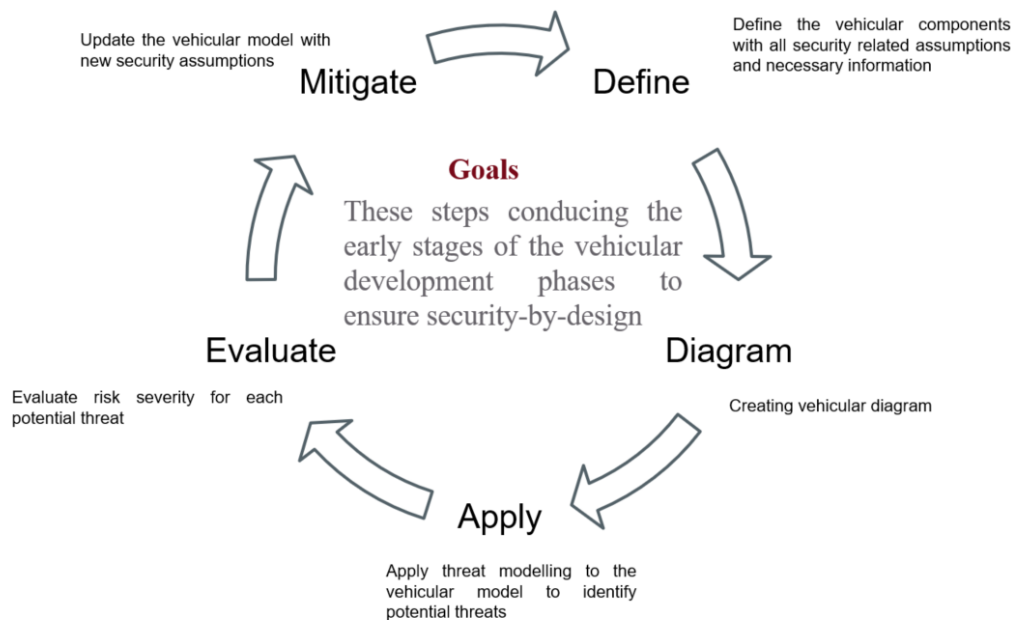 Update the vehicular model with
new security assumptions
Mitigate
Define
Define the vehicular components
with all security related assumptions
and necessary information
Goals
These steps conducing the
early stages of the vehicular
development phases to
ensure security-by-design
Evaluate
Evaluate risk severity for each
potential threat
Diagram
Creating vehicular diagram
Apply
Apply threat modelling to the
vehicular model to identify
potential threats